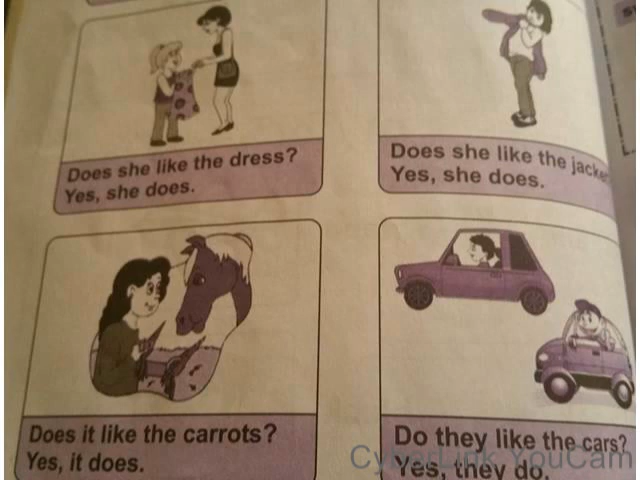 Does she like the dress?
Yes, she does.
Does she like the
Yes, she does.
Does it like the carrots?
Yes, it does.
Do they like the cars?
Yes, they do.
CyberLink YouCam